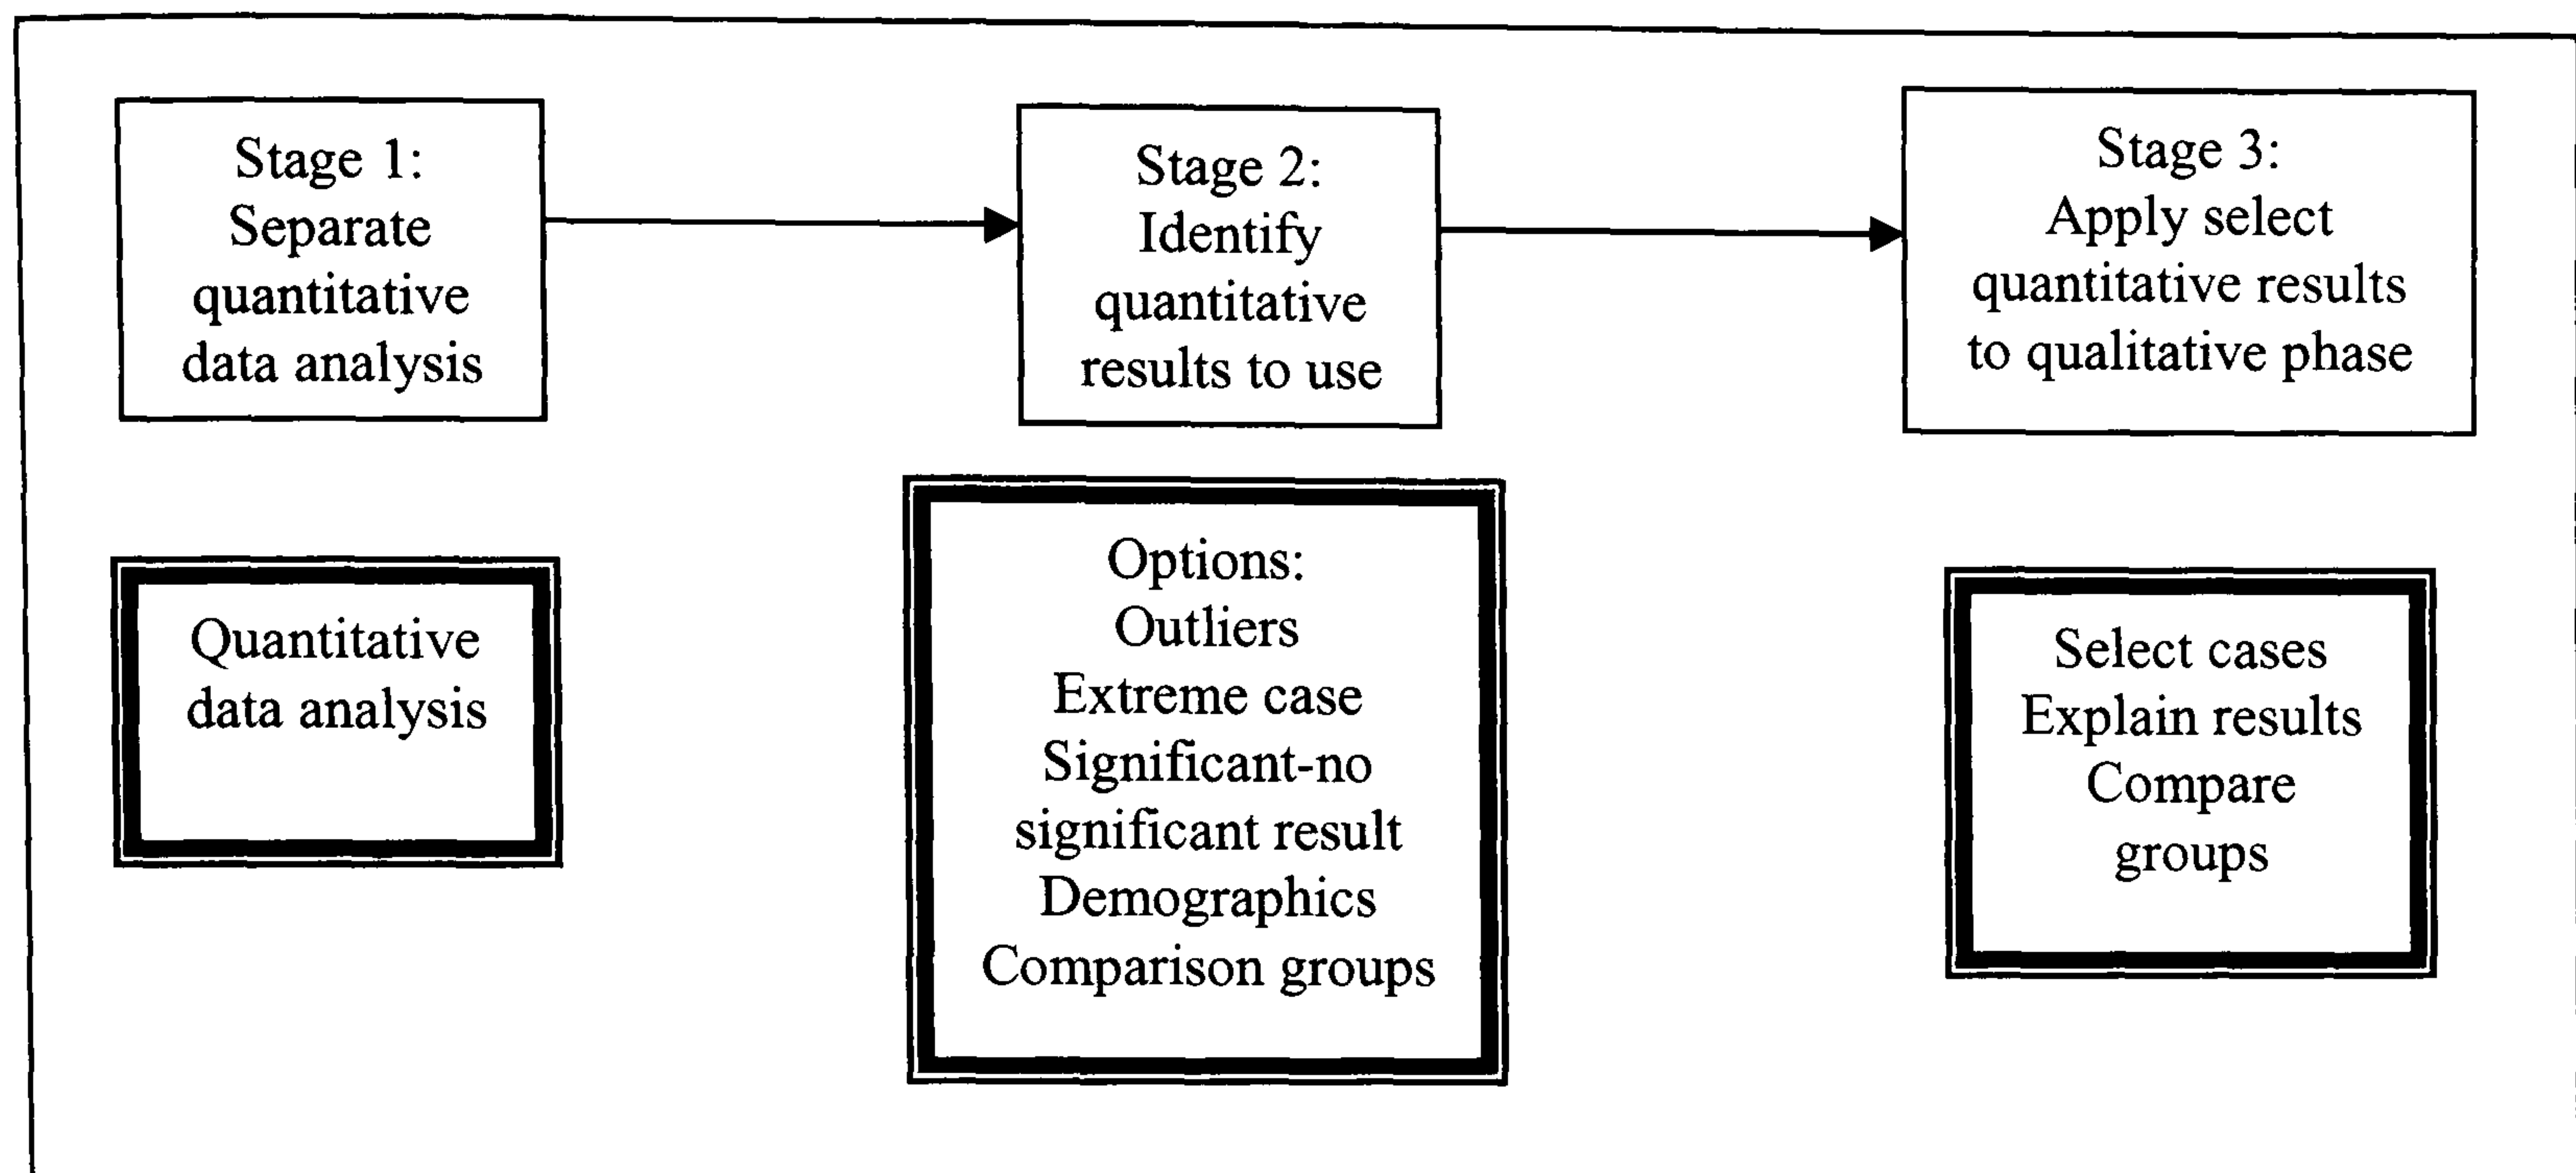 Stage 1:
Separate
quantitative
data analysis
Stage 2:
Identify
quantitative
results to use
Stage 3:
Apply select
quantitative results
to qualitative phase
Quantitative
data analysis
Options:
Outliers
Extreme case
Significant-no
significant result
Demographics
Comparison groups
Select cases
Explain results
Compare
groups